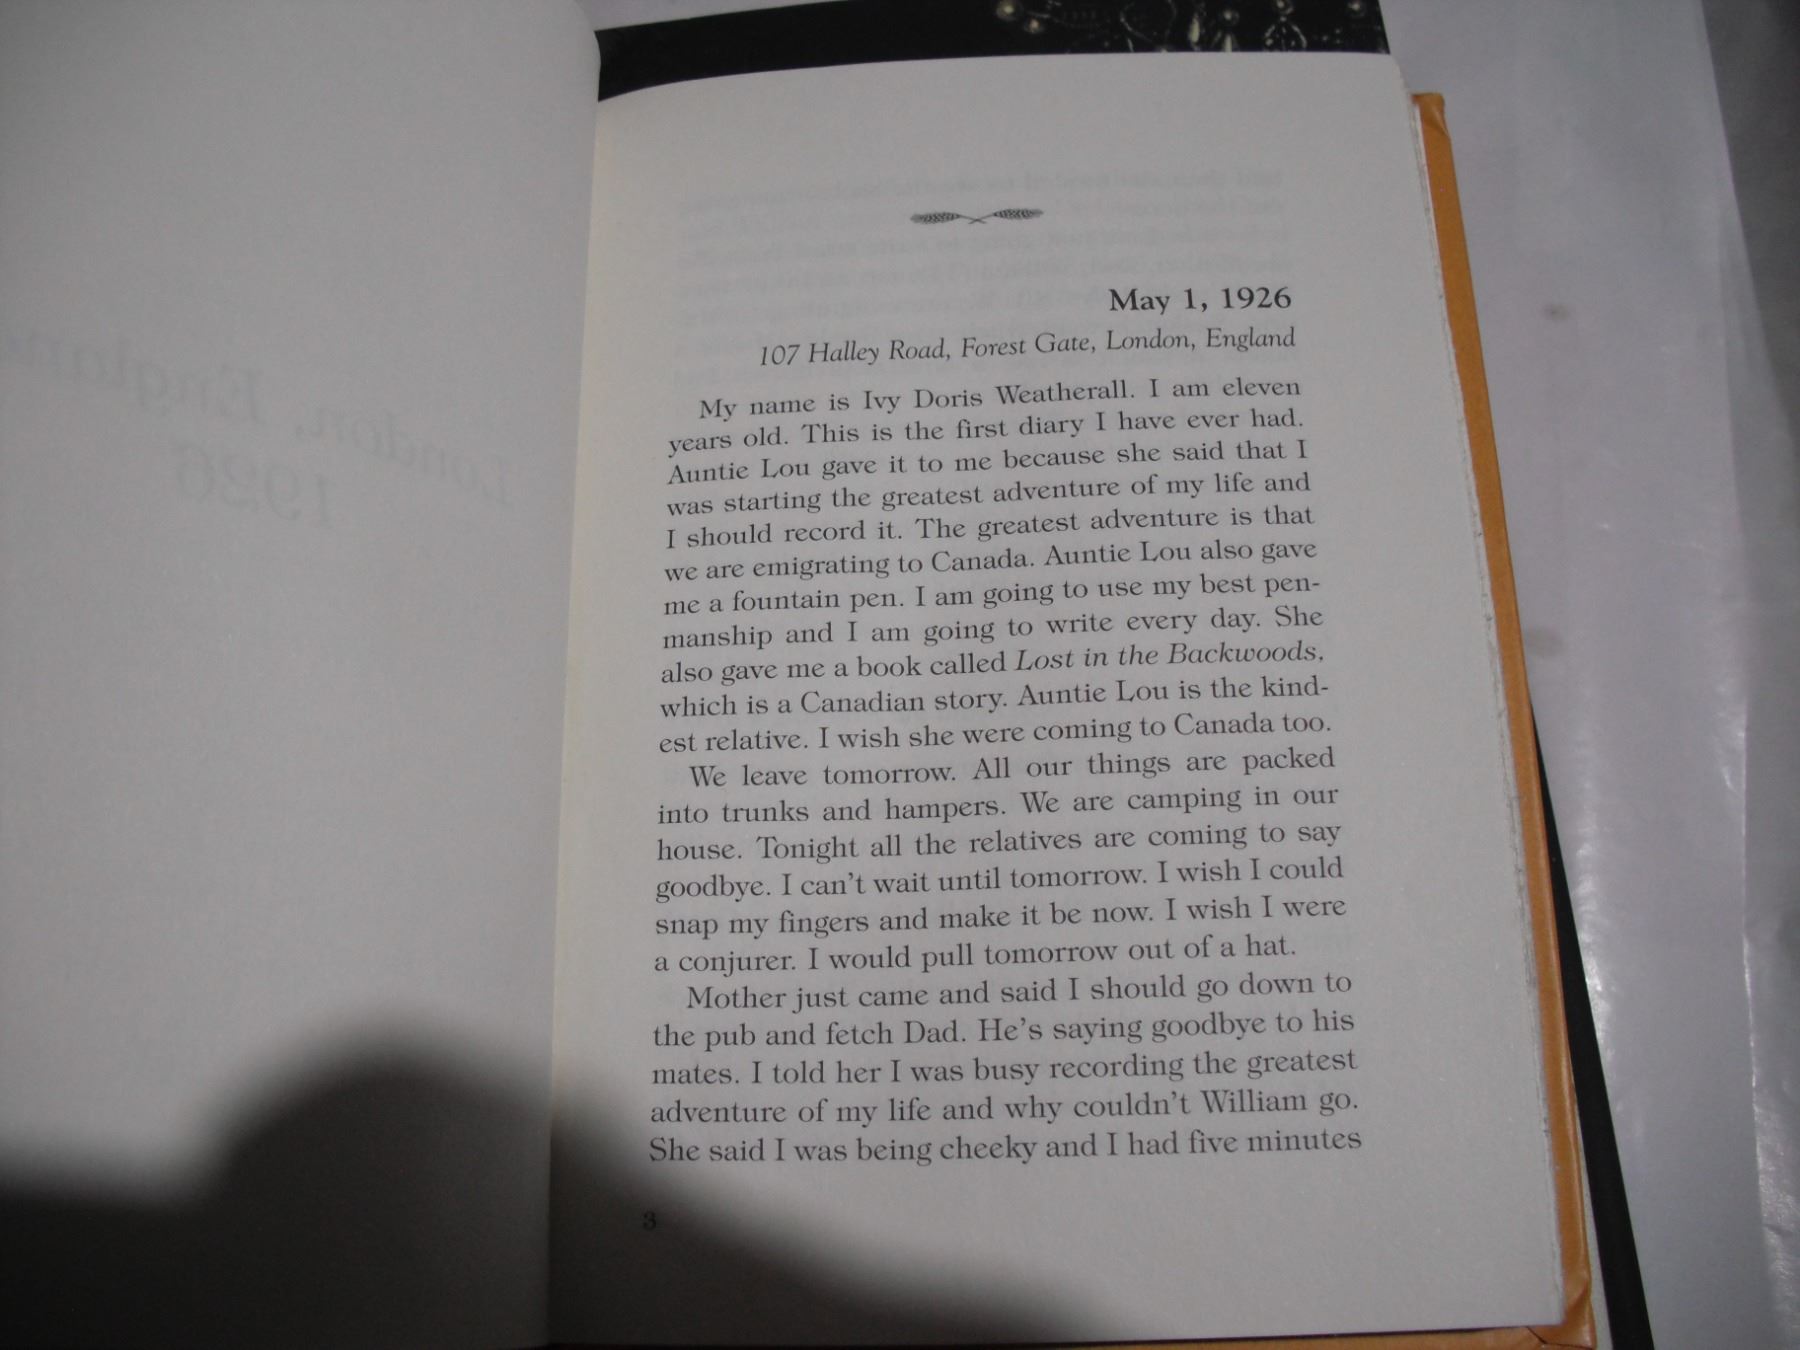 London, England
1926
May 1, 1926
107 Halley Road, Forest Gate, London, England
My name is Ivy Doris Weatherall. I am eleven
years old. This is the first diary I have ever had.
Auntie Lou gave it to me because she said that I
was starting the greatest adventure of my life and
I should record it. The greatest adventure is that
we are emigrating to Canada. Auntie Lou also gave
me a fountain pen. I am going to use my best pen-
manship and I am going to write every day. She
also gave me a book called Lost in the Backwoods,
which is a Canadian story. Auntie Lou is the kind-
est relative. I wish she were coming to Canada too.
We leave tomorrow. All our things are packed
into trunks and hampers. We are camping in our
house. Tonight all the relatives are coming to say
goodbye. I can't wait until tomorrow. I wish I could
snap my fingers and make it be now. I wish I were
a conjurer. I would pull tomorrow out of a hat.
Mother just came and said I should go down to
the pub and fetch Dad. He's saying goodbye to his
mates. I told her I was busy recording the greatest
adventure of my life and why couldn't William go.
She said I was being cheeky and I had five minutes
3